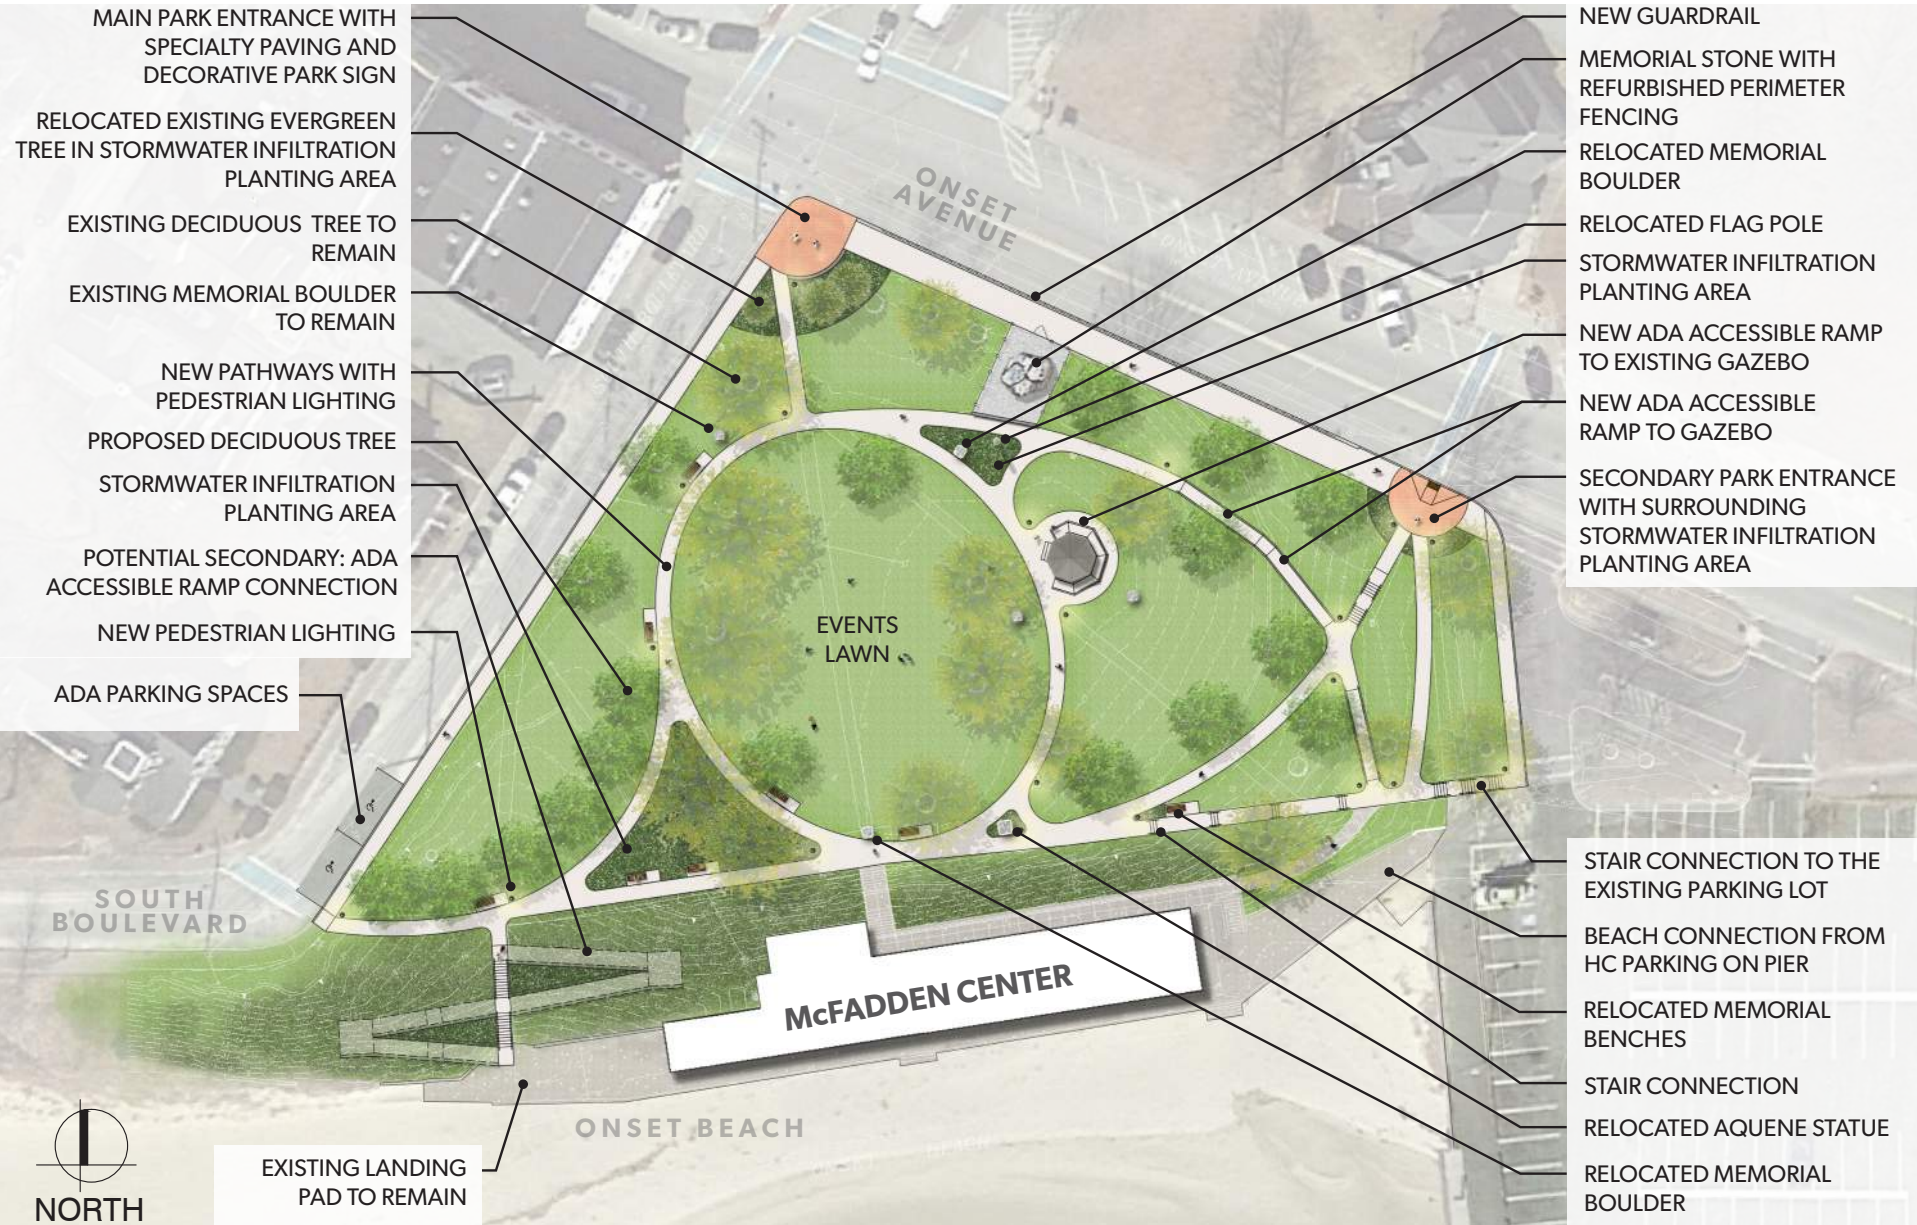 MAIN PARK ENTRANCE WITH
SPECIALTY PAVING AND
DECORATIVE PARK SIGN
RELOCATED EXISTING EVERGREEN
TREE IN STORMWATER INFILTRATION
PLANTING AREA
EXISTING DECIDUOUS TREE TO
REMAIN
EXISTING MEMORIAL BOULDER
TO REMAIN
NEW PATHWAYS WITH
PEDESTRIAN LIGHTING
PROPOSED DECIDUOUS TREE
STORMWATER INFILTRATION
PLANTING AREA
POTENTIAL SECONDARY: ADA
ACCESSIBLE RAMP CONNECTION
NEW PEDESTRIAN LIGHTING
ADA PARKING SPACES
SOUTH
BOULEVARD
NORTH
EXISTING LANDING
PAD TO REMAIN
ONSET
AVENUE
EVENTS
LAWN
McFADDEN CENTER
ONSET BEACH
NEW GUARDRAIL
MEMORIAL STONE WITH
REFURBISHED PERIMETER
FENCING
RELOCATED MEMORIAL
BOULDER
RELOCATED FLAG POLE
STORMWATER INFILTRATION
PLANTING AREA
NEW ADA ACCESSIBLE RAMP
TO EXISTING GAZEBO
NEW ADA ACCESSIBLE
RAMP TO GAZEBO
SECONDARY PARK ENTRANCE
WITH SURROUNDING
STORMWATER INFILTRATION
PLANTING AREA
STAIR CONNECTION TO THE
EXISTING PARKING LOT
BEACH CONNECTION FROM
HC PARKING ON PIER
RELOCATED MEMORIAL
BENCHES
STAIR CONNECTION
RELOCATED AQUENE STATUE
RELOCATED MEMORIAL
BOULDER